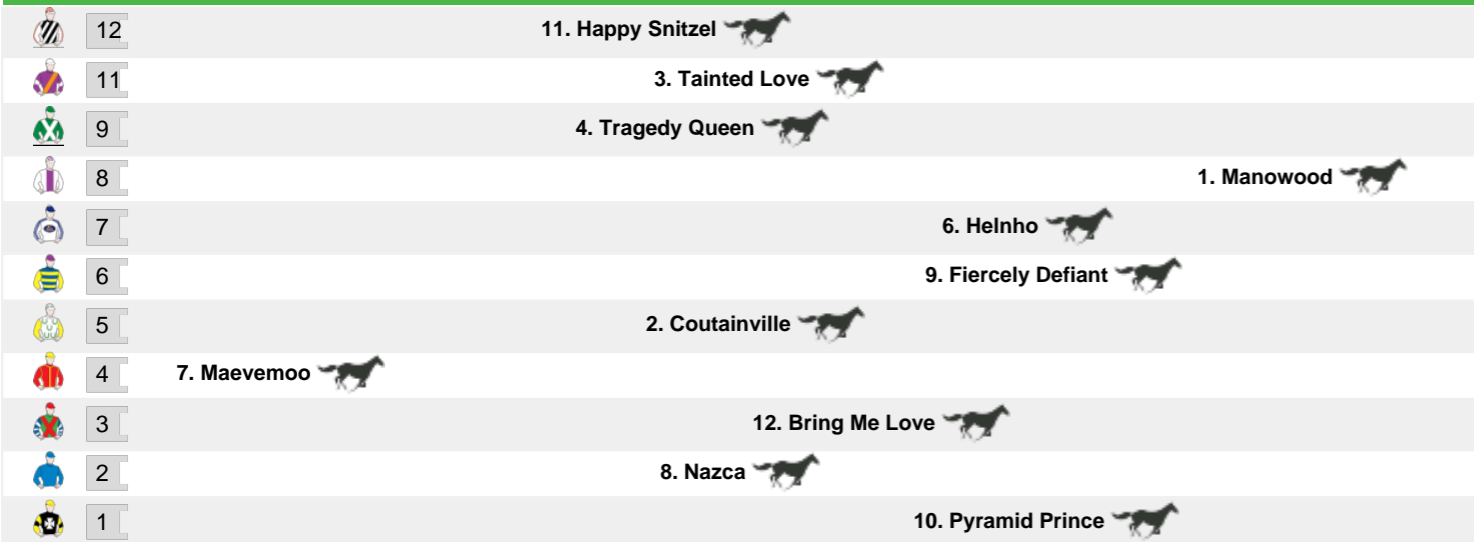 12 11. Happy Snitzel
11 3. Tainted Love
9 4. Tragedy Queen
8 1. Manowood
7 6. Helnho
6 9. Fiercely Defiant
5 2. Coutainville
4 7. Maevemoo
3 12. Bring Me Love
2 8. Nazca
1 10. Pyramid Prince